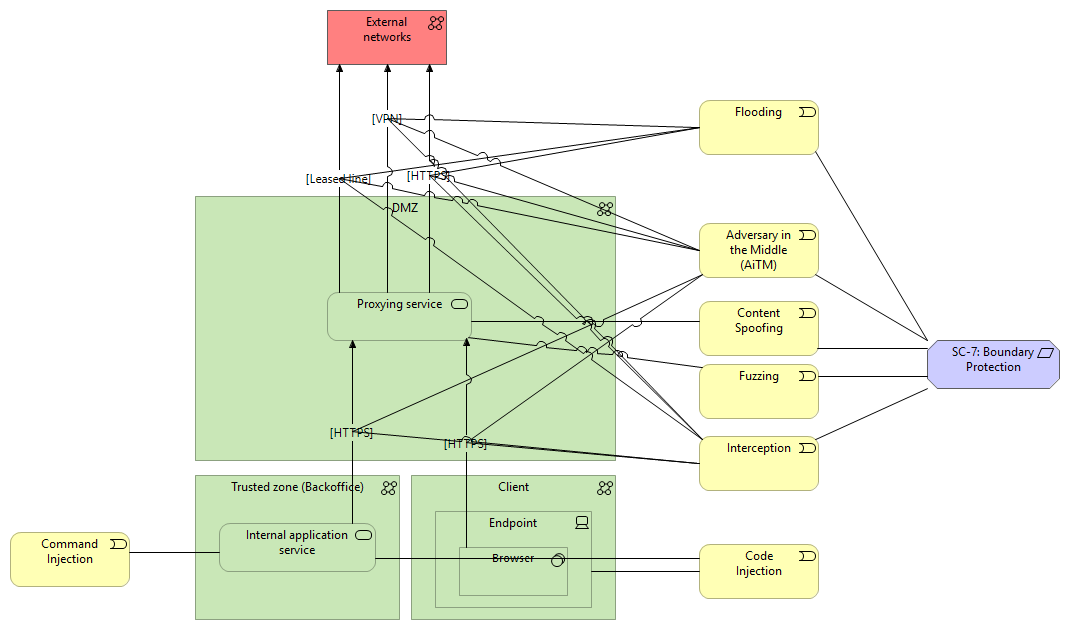 External
networks
[VPN]
Flooding
[Leased line]
[HTTPS]
DMZ
Adversary in
the Middle
(AiTM)
Proxying service
Content
Spoofing
SC-7: Boundary
Protection
Fuzzing
[HTTPS]
[HTTPS]
Interception
Trusted zone (Backoffice)
Client
Endpoint
Internal application
service
Browser
Command
Injection
Code
Injection